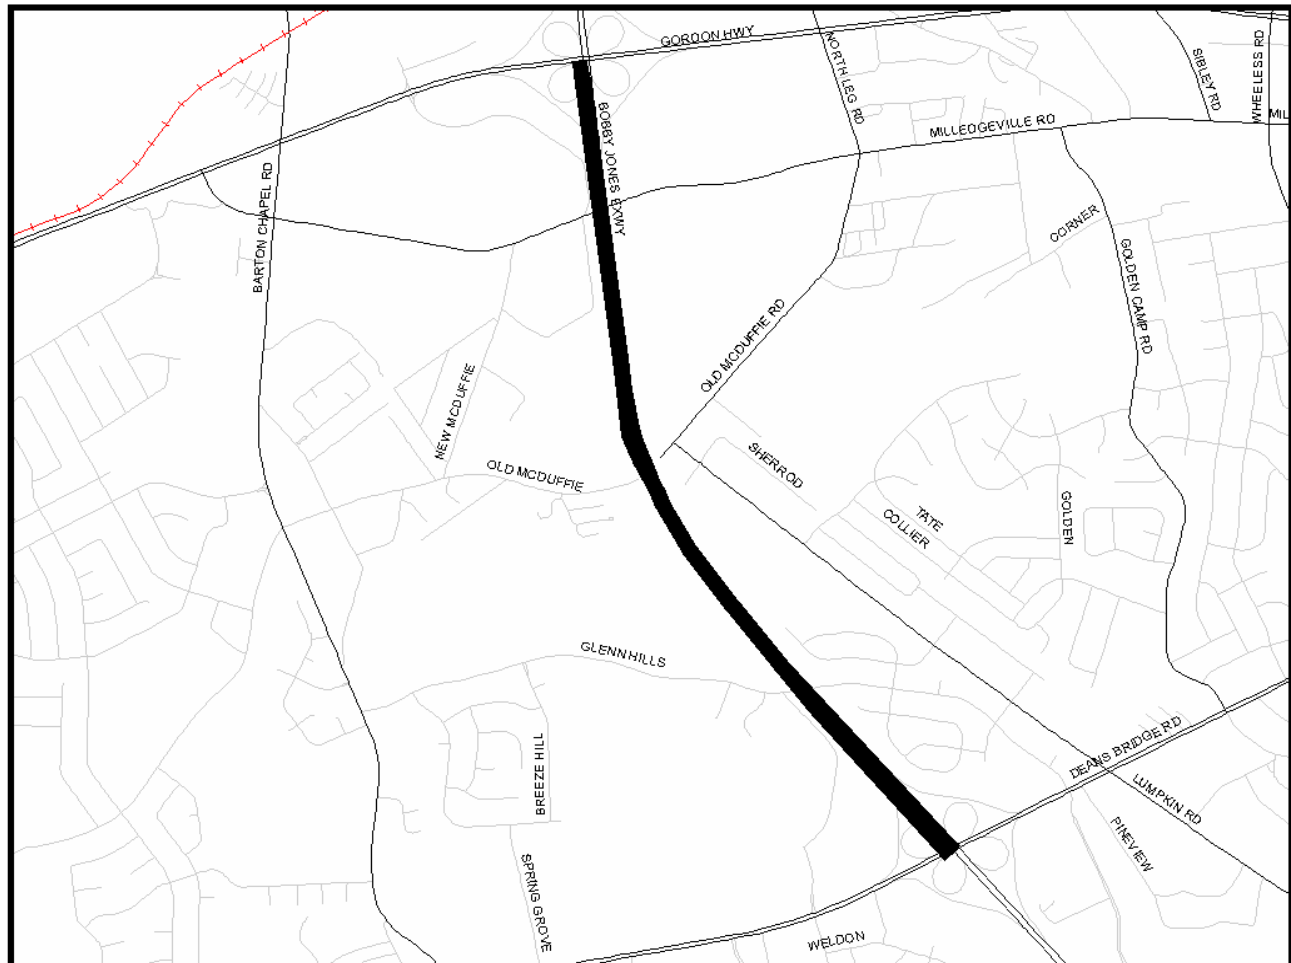 GORDON HWY
NORTH LEG RD
SIBLEY RD
WHEELESS RD
MIL
MILLEDGEVILLE RD
BOBBY JONES EXWY
BARTON CHAPEL RD
CORNER
GOLDEN CAMP RD
OLD MCDUFFIE RD
NEW MCDUFFIE
OLD MCDUFFIE
SHERROD
TATE
COLLIER
GOLDEN
GLENN HILLS
BREEZE HILL
DEANS BRIDGE RD
LUMPKIN RD
PINEVIEW
SPRING GROVE
WELDON